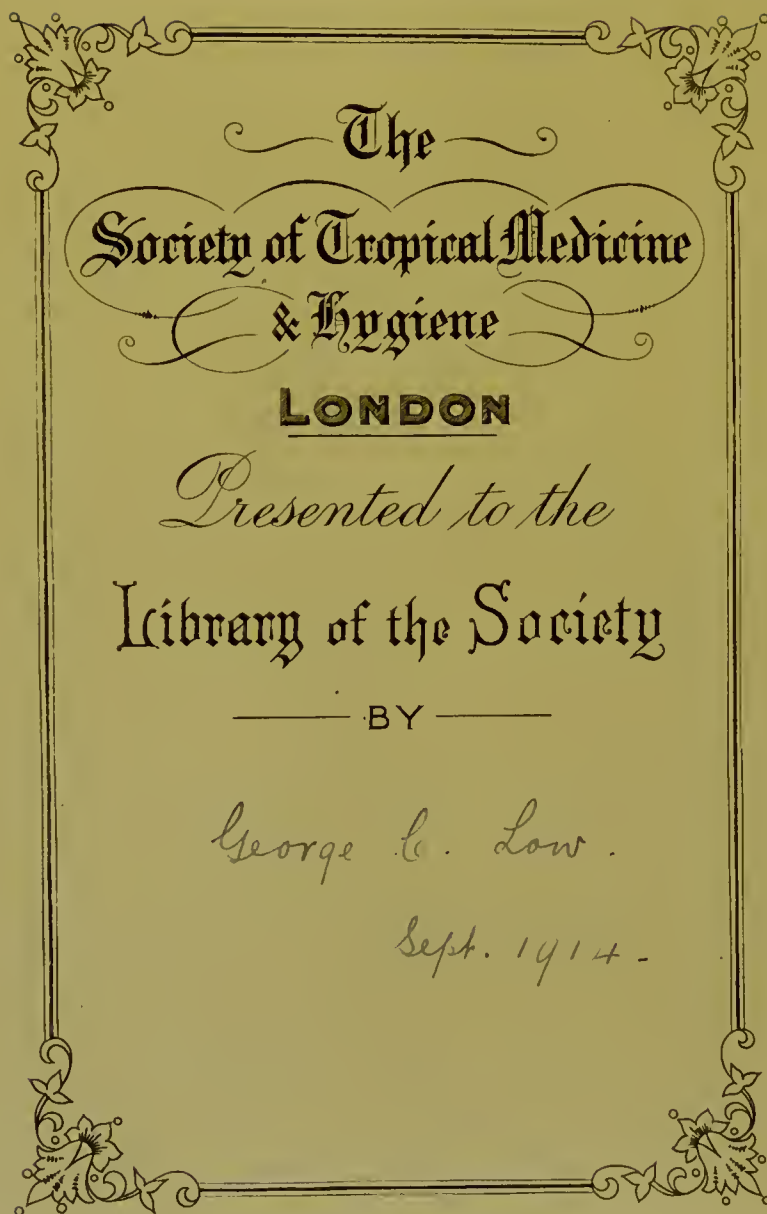 The
Society of Tropical Medicine
& Hygiene
LONDON
Presented to the
Library of the Society
BY
George C. Low.
Sept. 1914-